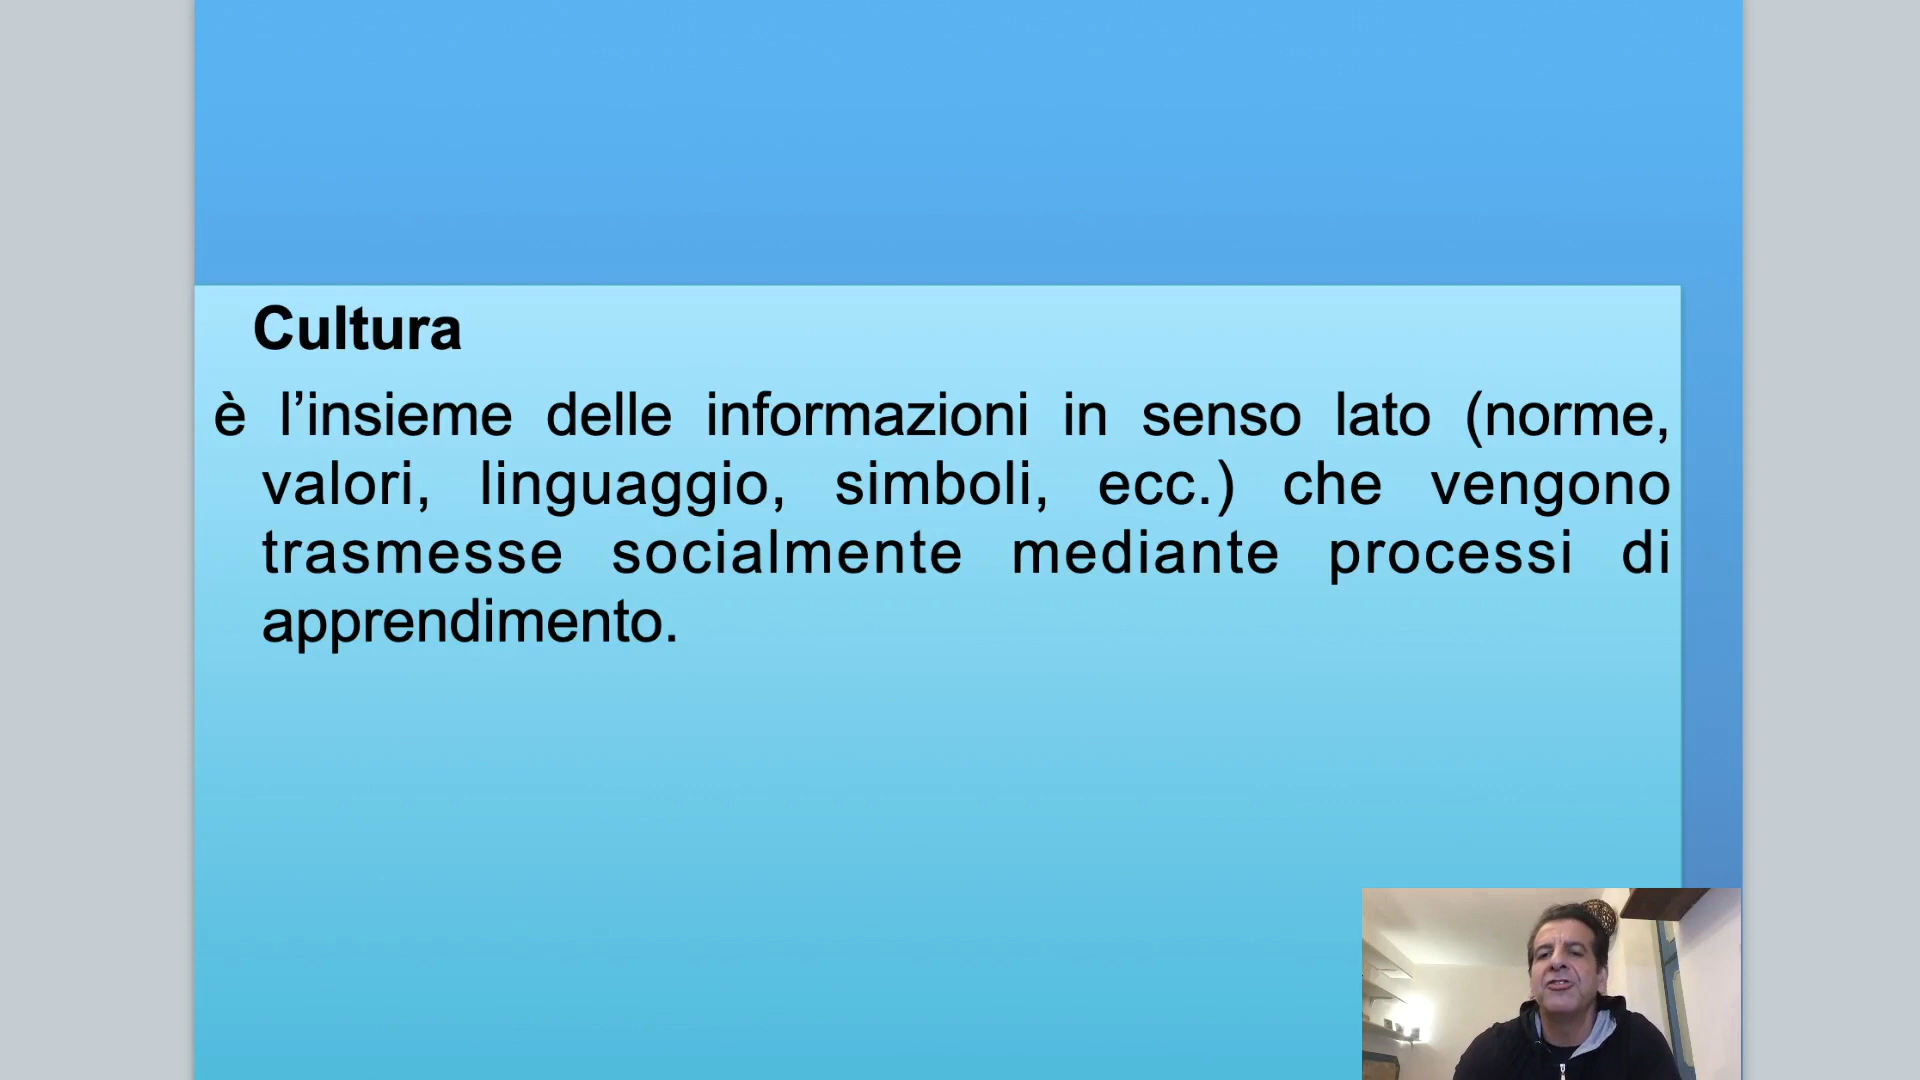 Cultura
è l’insieme delle informazioni in senso lato (norme,
valori, linguaggio, simboli, ecc.) che vengono
trasmesse socialmente mediante processi di
apprendimento.